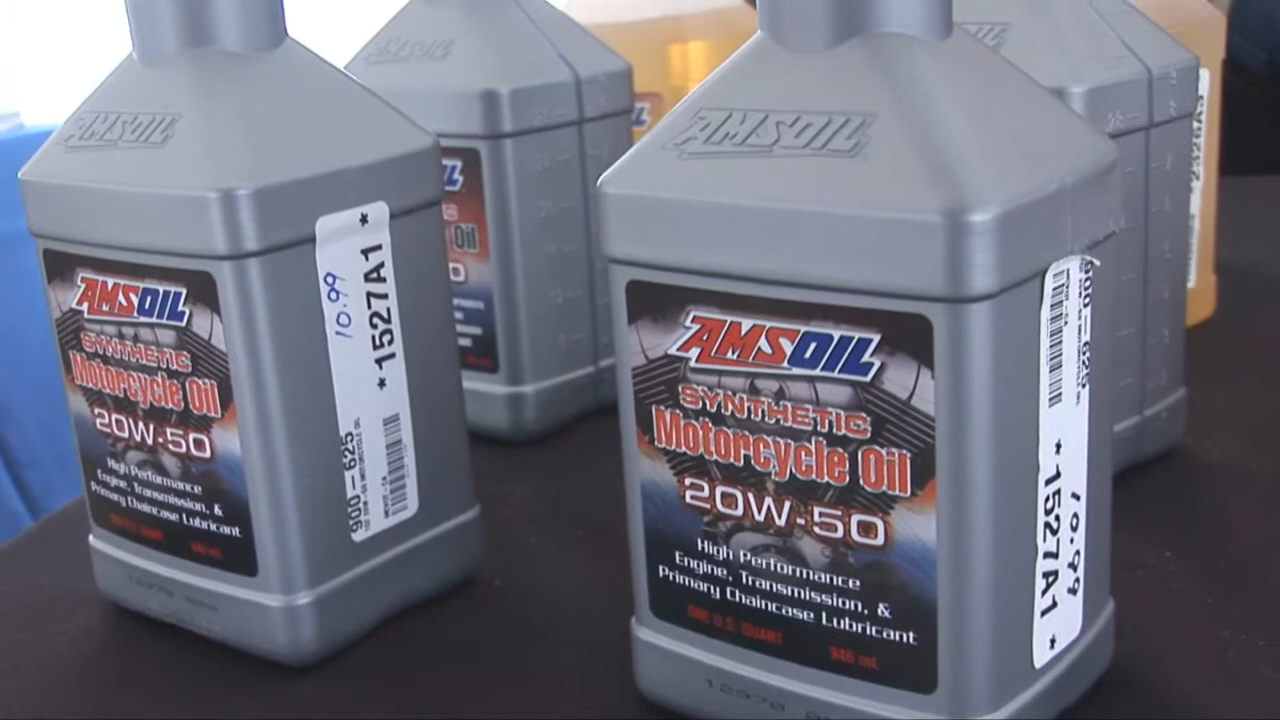 AMSOIL
AMSOIL
SYNTHETIC
Motorcycle Oil
20W-50
High Performance
Engine, Transmission, &
Primary Chaincase Lubricant
10.99
* 1527A1 *
900-625
AMSOIL
Oil
AMSOIL
AMSOIL
SYNTHETIC
Motorcycle Oil
20W-50
High Performance
Engine, Transmission, &
Primary Chaincase Lubricant
ONE U.S. QUART
946 mL
900-625
10.99
* 1527A1 *